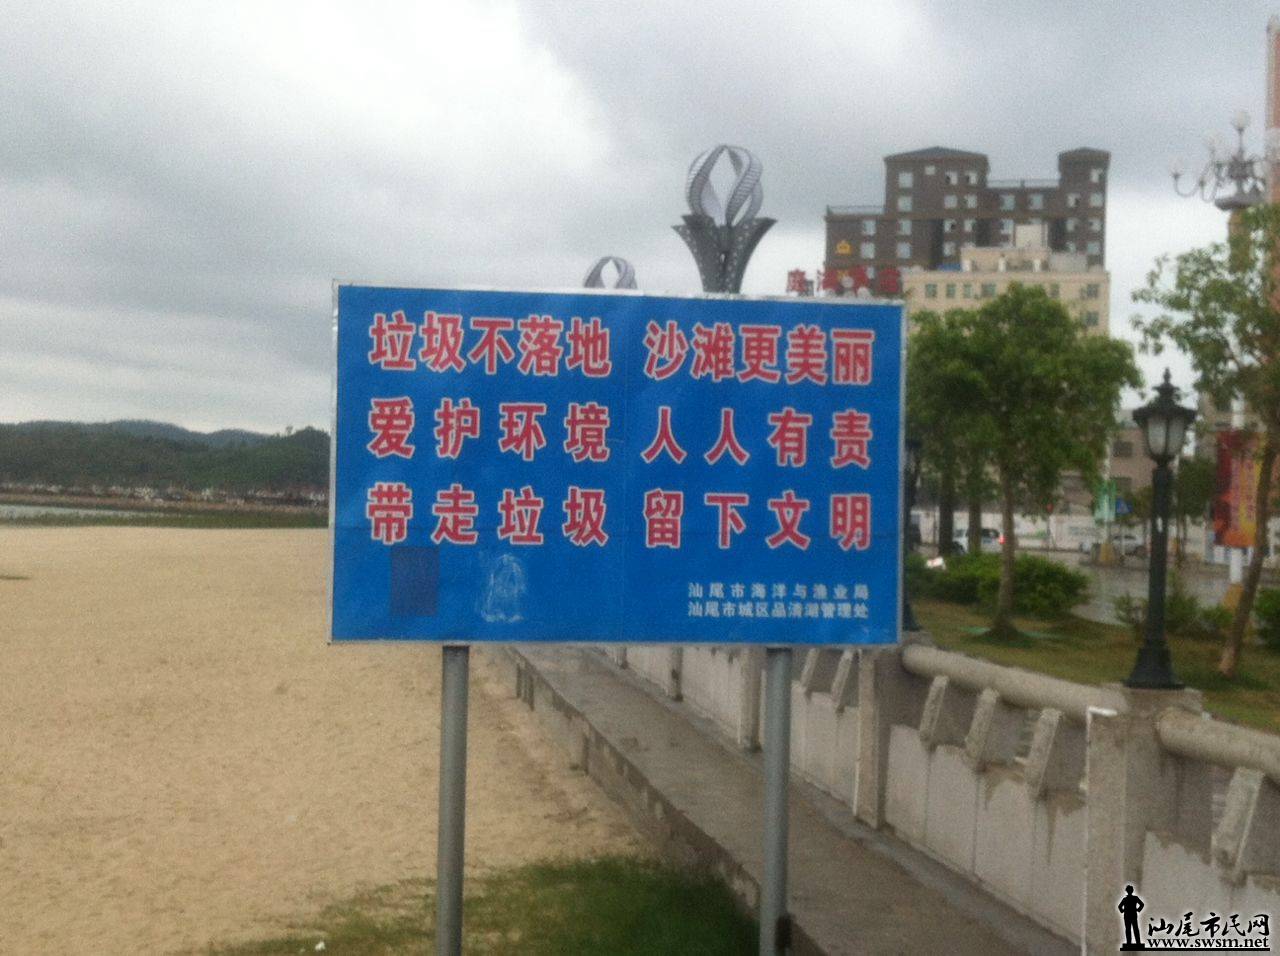 垃圾不落地 沙滩更美丽
爱护环境 人人有责
带走垃圾 留下文明
汕尾市海洋与渔业局
汕尾市城区品清湖管理处
汕尾市民网
www.swsm.net